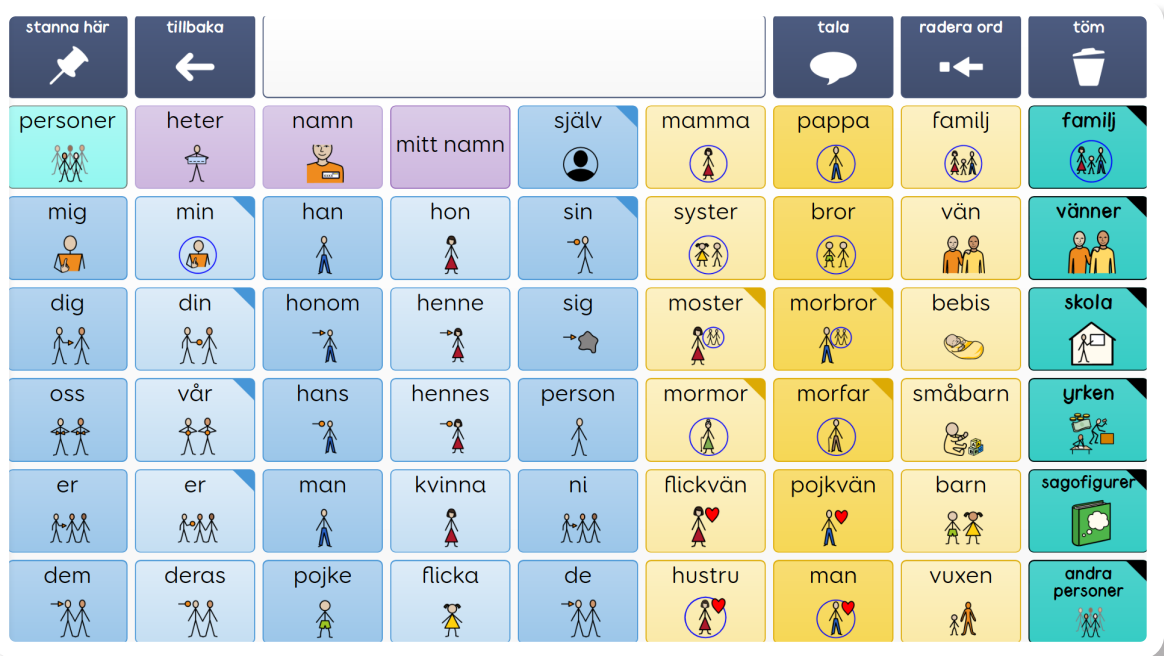 stanna här
tillbaka
tala
radera ord
töm
personer
heter
namn
mitt namn
själv
mamma
pappa
familj
familj
mig
min
han
hon
sin
syster
bror
vän
vänner
dig
din
honom
henne
sig
moster
morbror
bebis
skola
oss
vår
hans
hennes
person
mormor
morfar
småbarn
yrken
er
er
man
kvinna
ni
flickvän
pojkvän
barn
sagofigurer
dem
deras
pojke
flicka
de
hustru
man
vuxen
andra
personer